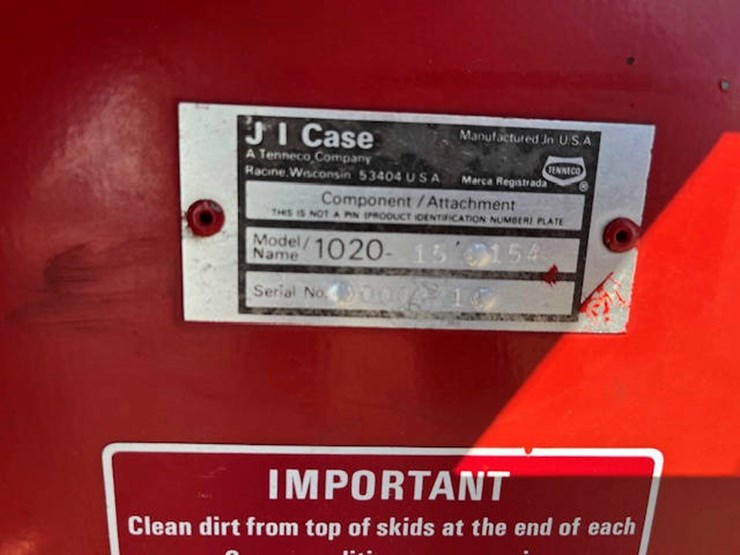 J I Case
Manufactured In U.S.A
A Tenneco Company
Racine, Wisconsin 53404 U S A
Marca Registrada
TENNECO
®
Component / Attachment
THIS IS NOT A PIN (PRODUCT IDENTIFICATION NUMBER) PLATE
Model/
Name
1020-
15'
Serial No.
IMPORTANT
Clean dirt from top of skids at the end of each